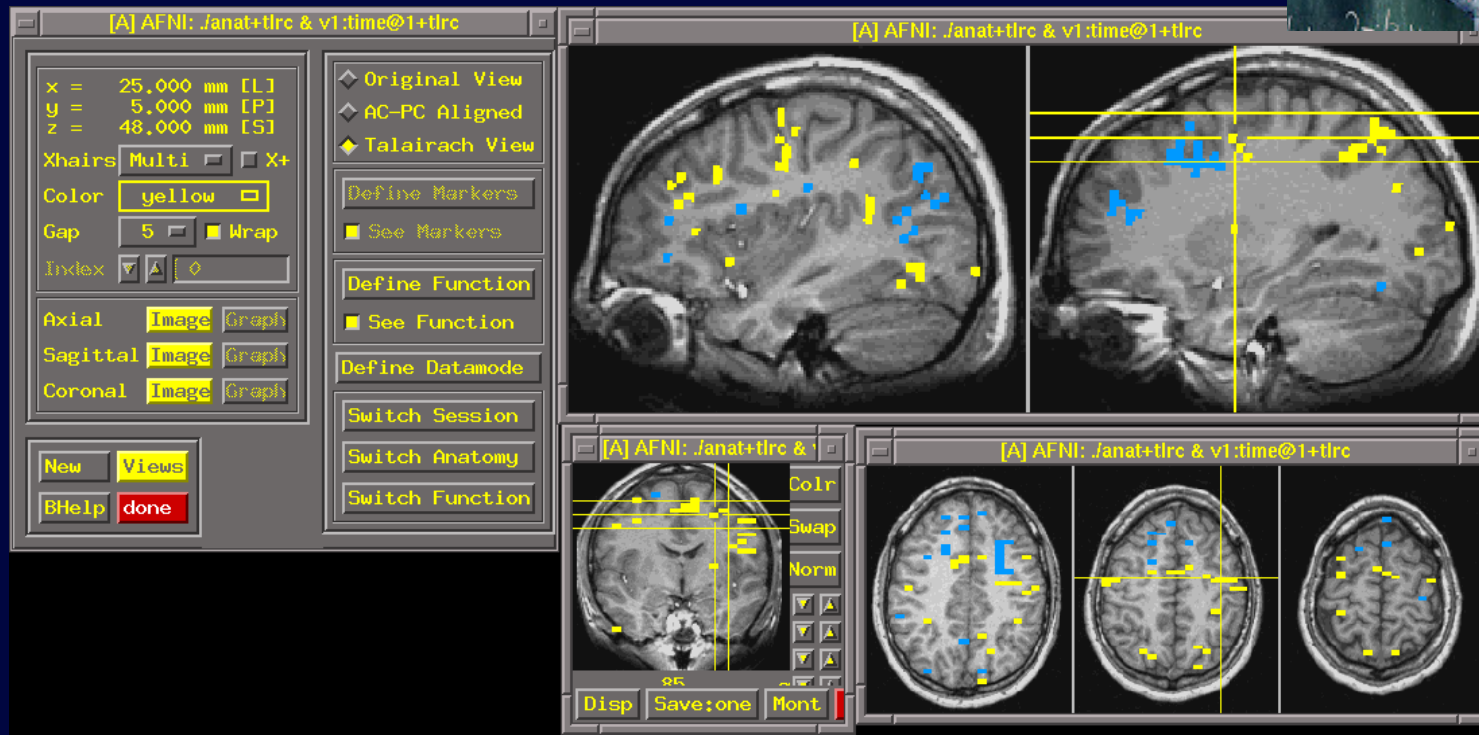 [A] AFNI: ./anat+tlrc & v1:time@1+tlrc
x = 25.000 mm [L]
y = 5.000 mm [P]
z = 48.000 mm [S]
Xhairs Multi X+
Color yellow
Gap 5 Wrap
Index 0
Axial Image Graph
Sagittal Image Graph
Coronal Image Graph
New Views
BHelp done
Original View
AC-PC Aligned
Talairach View
Define Markers
See Markers
Define Function
See Function
Define Datamode
Switch Session
Switch Anatomy
Switch Function
[A] AFNI: ./anat+tlrc & v1:time@1+tlrc
[A] AFNI: ./anat+tlrc &
Colr
Swap
Norm
85
Disp Save:one Mont
[A] AFNI: ./anat+tlrc & v1:time@1+tlrc